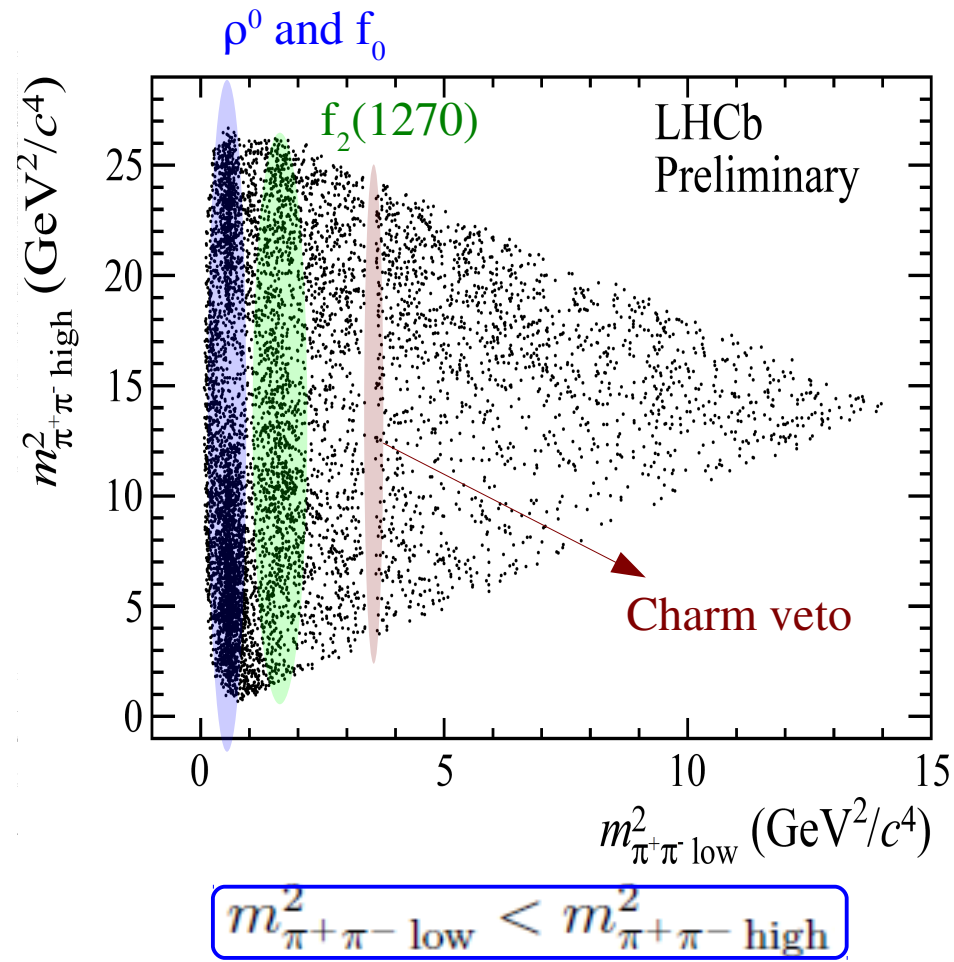 ρ⁰ and f₀
f₂(1270)
LHCb
Preliminary
m²π⁺π⁻ high (GeV²/c⁴)
25
20
15
10
5
0
Charm veto
0 5 10 15
m²π⁺π⁻ low (GeV²/c⁴)
m²π⁺π⁻ low < m²π⁺π⁻ high